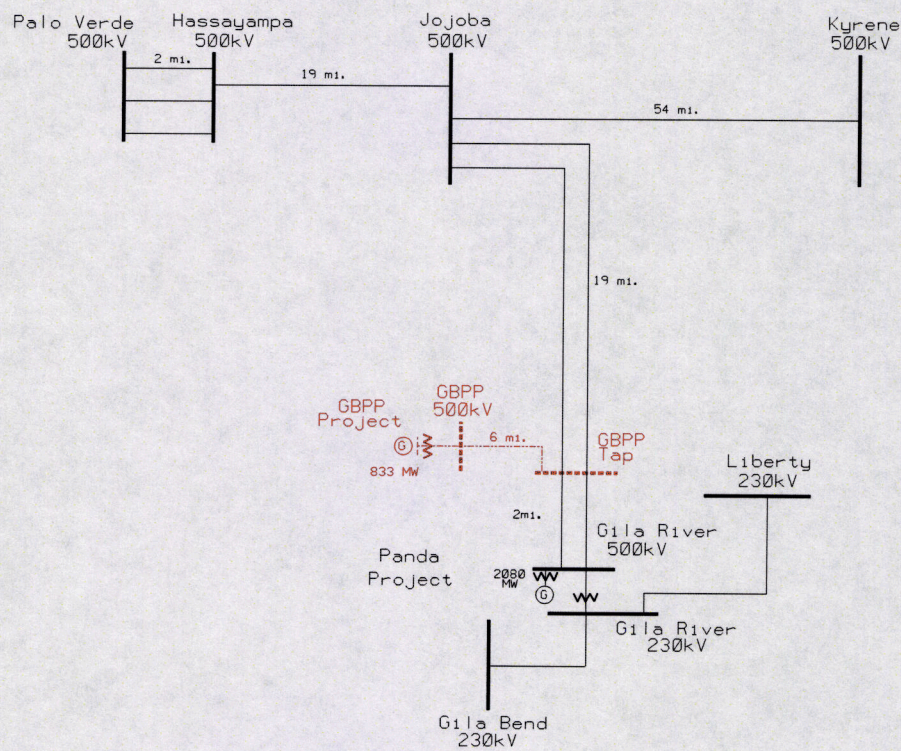 Palo Verde
500kV
Hassayampa
500kV
Jojoba
500kV
Kyrene
500kV
2 mi.
19 mi.
54 mi.
19 mi.
GBPP
Project
GBPP
500kV
6 mi.
GBPP
Tap
G
833 MW
Liberty
230kV
2mi.
Gila River
500kV
Panda
Project
2080
MW
G
Gila River
230kV
Gila Bend
230kV